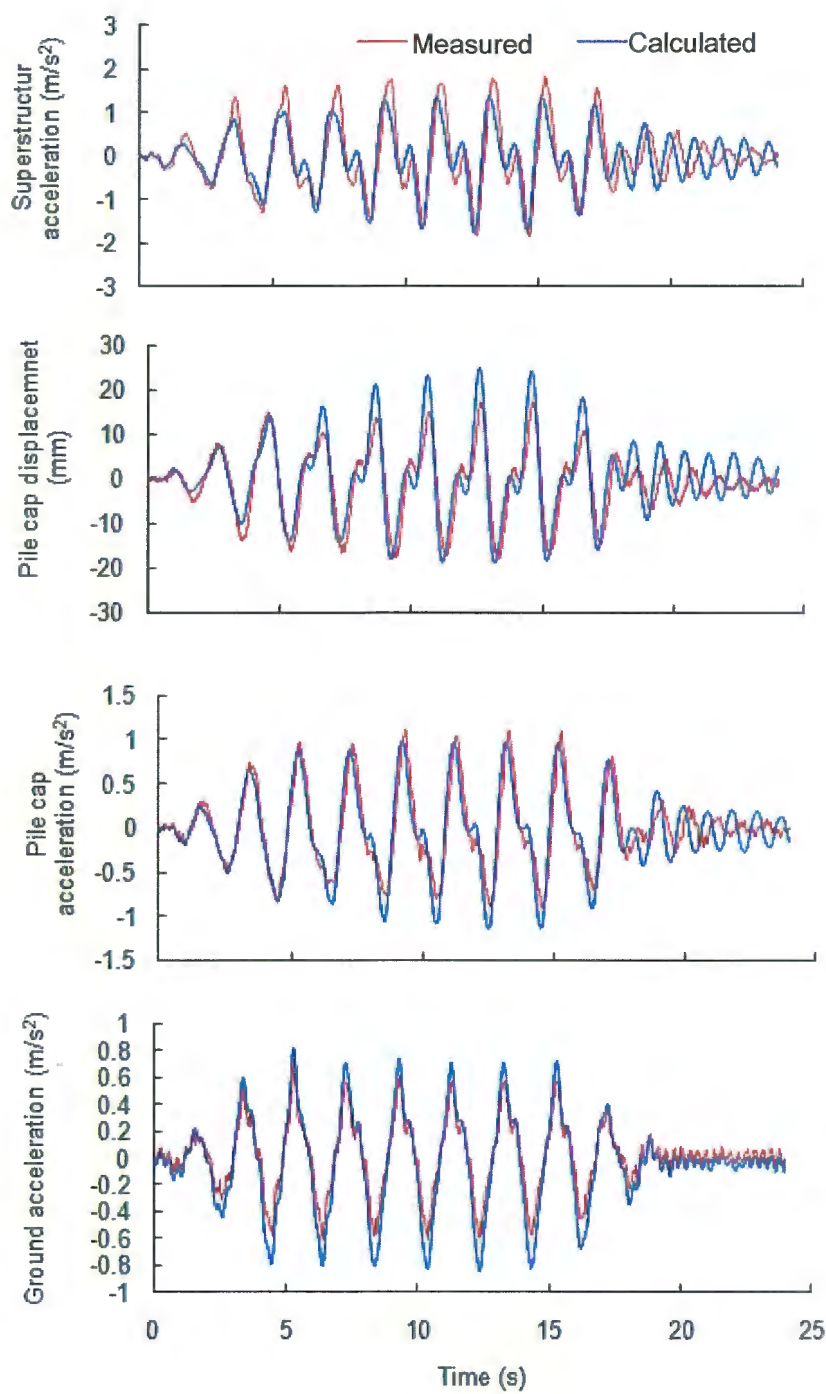 Measured
Calculated
Superstructur
acceleration (m/s²)
3
2
1
0
-1
-2
-3
Pile cap displacemnet
(mm)
30
20
10
0
-10
-20
-30
Pile cap
acceleration (m/s²)
1.5
1
0.5
0
-0.5
-1
-1.5
Ground acceleration (m/s²)
1
0.8
0.6
0.4
0.2
0
-0.2
-0.4
-0.6
-0.8
-1
0 5 10 15 20 25
Time (s)